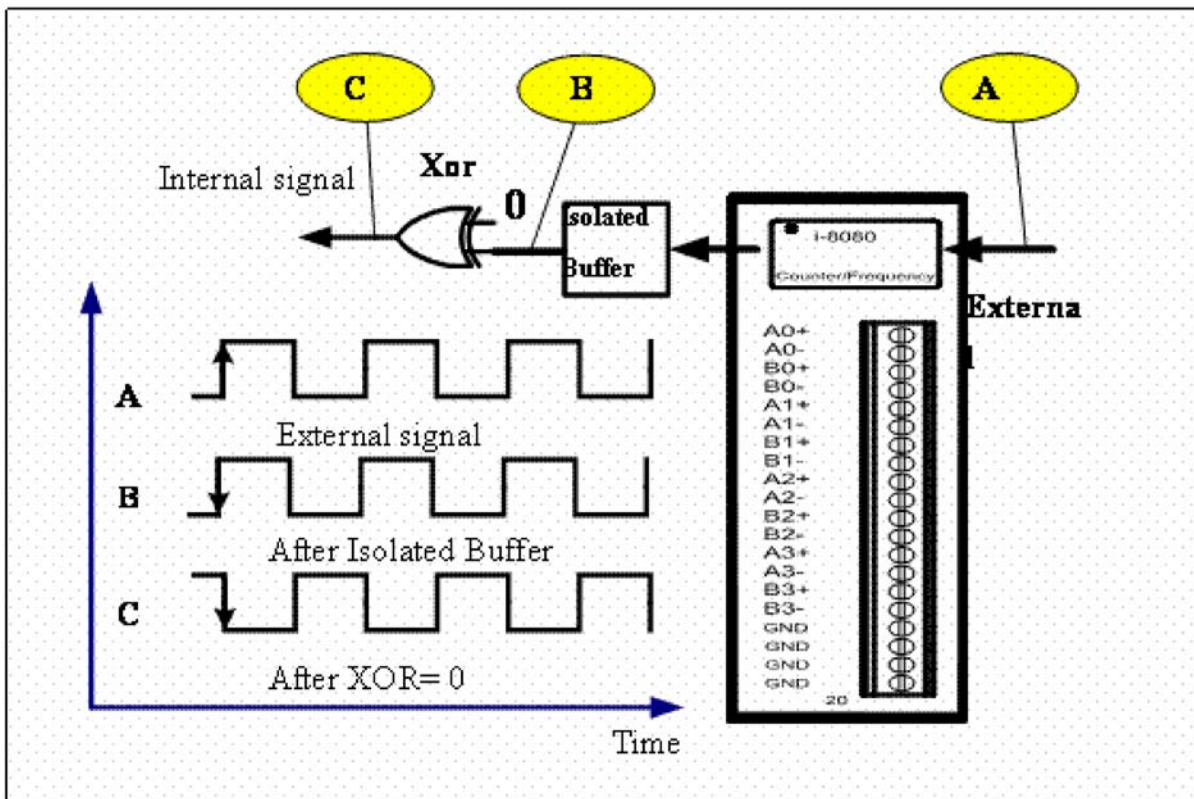 C
B
A
Xor
Internal signal
0
Isolated
Buffer
i-8080
Counter/Frequency
Externa
l
A0+
A0-
B0+
B0-
A1+
A1-
B1+
B1-
A2+
A2-
B2+
B2-
A3+
A3-
B3+
B3-
GND
GND
GND
GND
20
A
External signal
B
After Isolated Buffer
C
After XOR= 0
Time